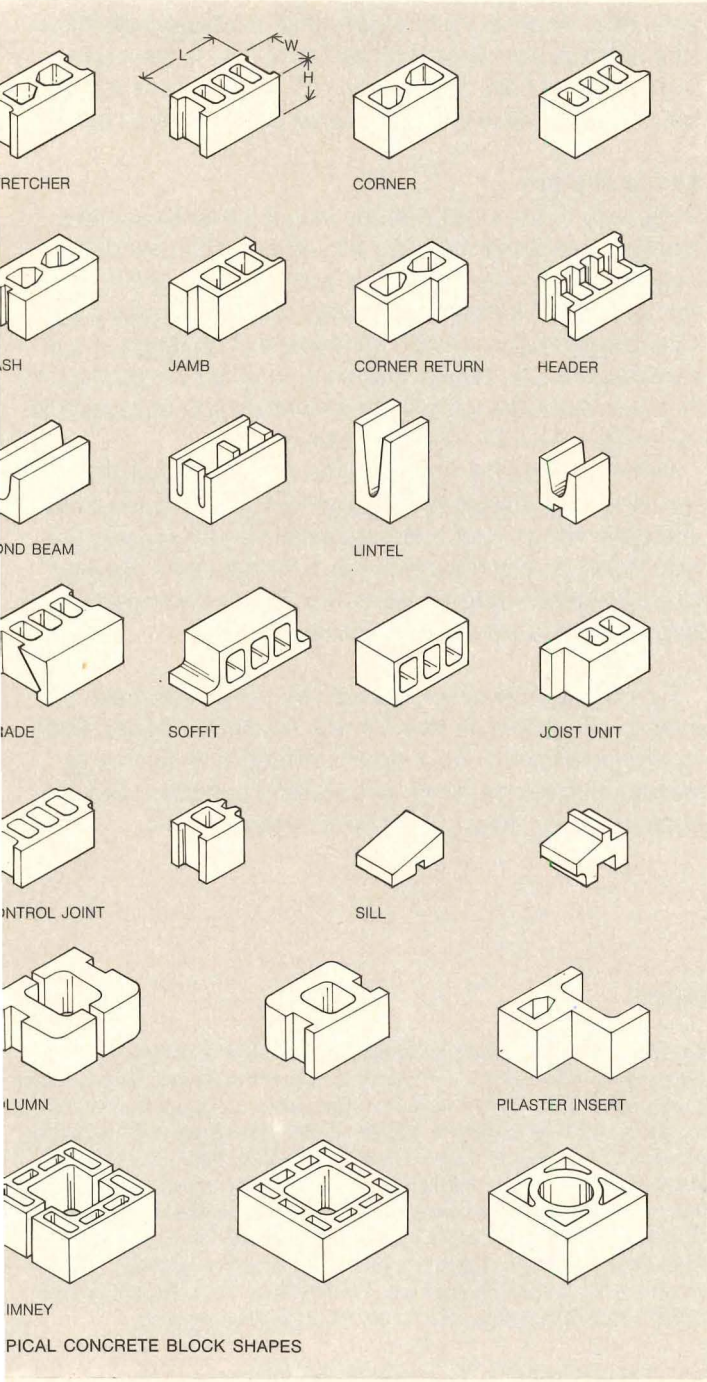 L W
H
RETCHER CORNER
ASH JAMB CORNER RETURN HEADER
OND BEAM LINTEL
ADE SOFFIT JOIST UNIT
ONTROL JOINT SILL
LUMN PILASTER INSERT
IMNEY
PICAL CONCRETE BLOCK SHAPES